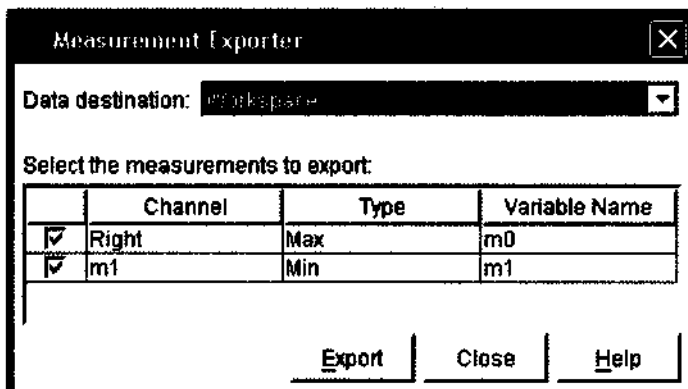 Measurement Exporter
Data destination: Workspace
Select the measurements to export:
Channel Type Variable Name
Right Max m0
m1 Min m1
Export Close Help